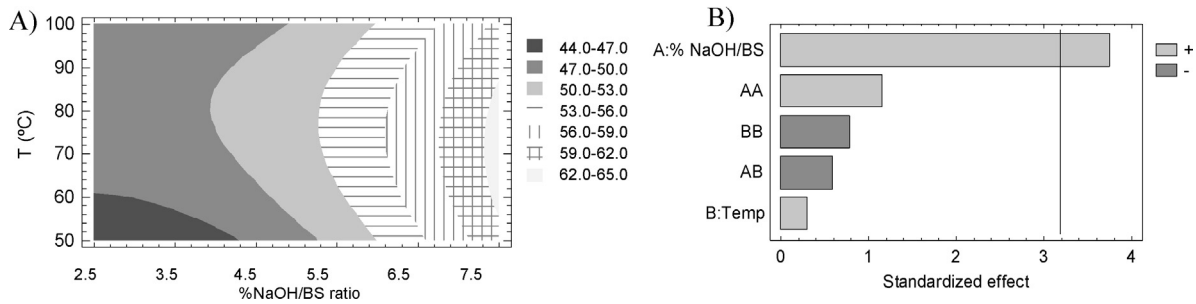 A)
100
90
80
70
60
50
T (ºC)
2.5 3.5 4.5 5.5 6.5 7.5
%NaOH/BS ratio
44.0-47.0
47.0-50.0
50.0-53.0
53.0-56.0
56.0-59.0
59.0-62.0
62.0-65.0
B)
A:% NaOH/BS
AA
BB
AB
B:Temp
0 1 2 3 4
Standardized effect
+
-